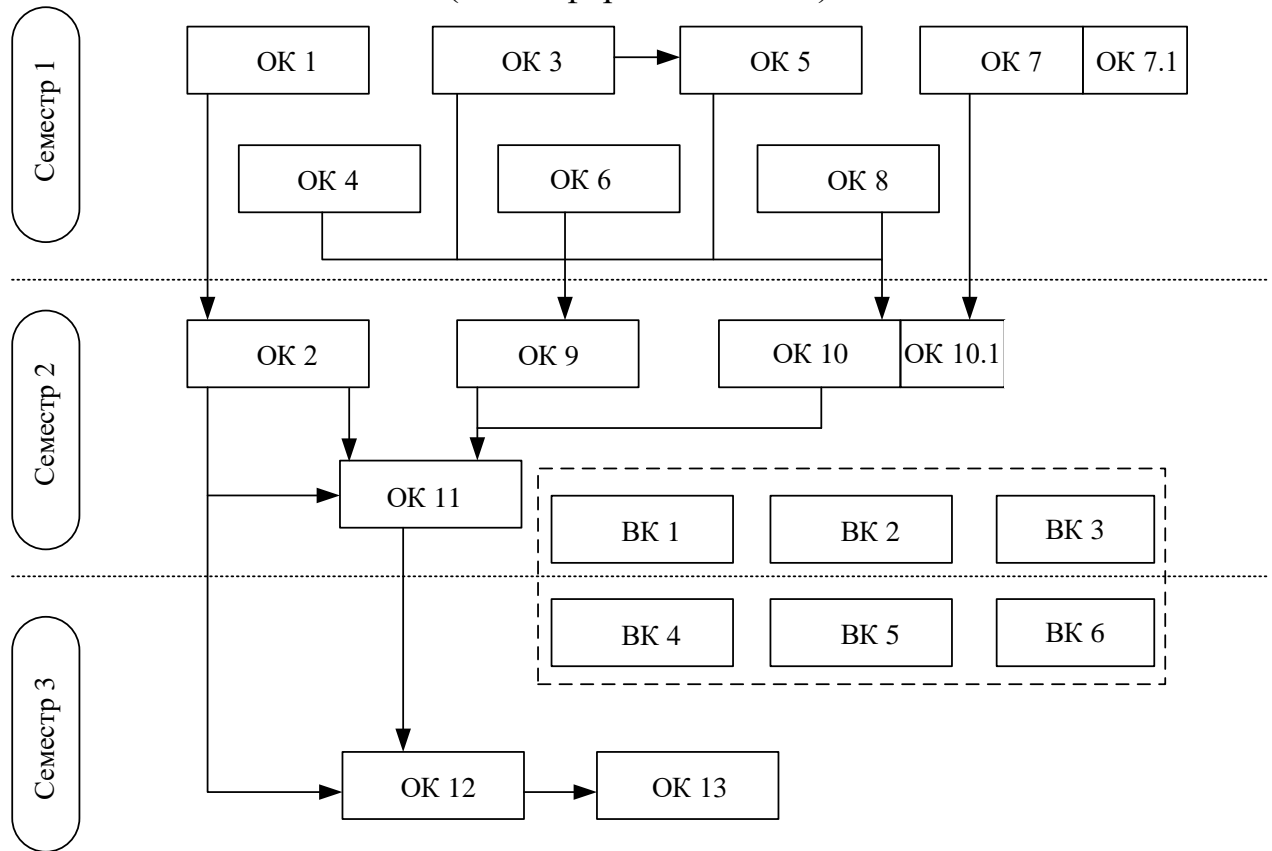 Семестр 1
ОК 1
ОК 3
ОК 5
ОК 7
ОК 7.1
ОК 4
ОК 6
ОК 8
Семестр 2
ОК 2
ОК 9
ОК 10
ОК 10.1
ОК 11
ВК 1
ВК 2
ВК 3
Семестр 3
ВК 4
ВК 5
ВК 6
ОК 12
ОК 13